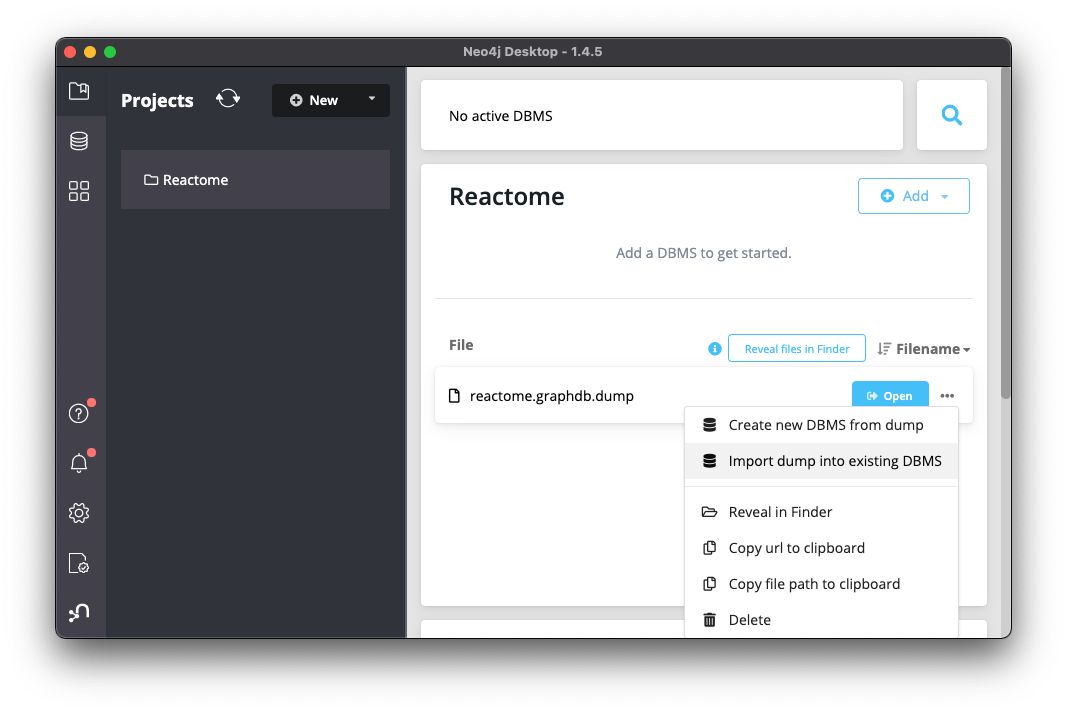 Neo4j Desktop - 1.4.5
Projects
New
Reactome
No active DBMS
Reactome
Add
Add a DBMS to get started.
File
Reveal files in Finder
Filename
reactome.graphdb.dump
Open
Create new DBMS from dump
Import dump into existing DBMS
Reveal in Finder
Copy url to clipboard
Copy file path to clipboard
Delete